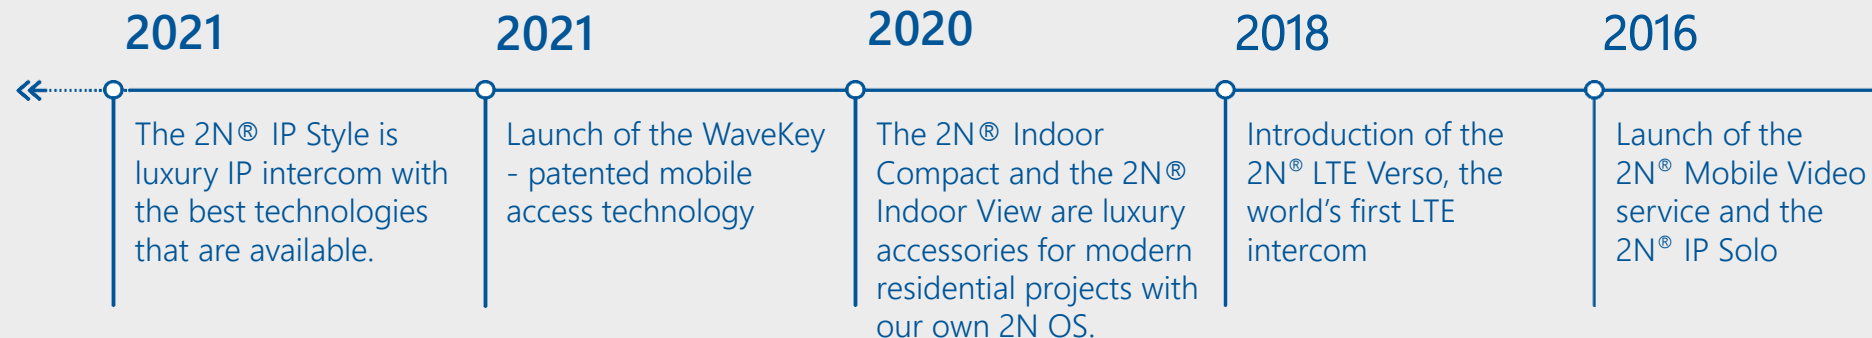 2021
The 2N® IP Style is
luxury IP intercom with
the best technologies
that are available.
2021
Launch of the WaveKey
- patented mobile
access technology
2020
The 2N® Indoor
Compact and the 2N®
Indoor View are luxury
accessories for modern
residential projects with
our own 2N OS.
2018
Introduction of the
2N® LTE Verso, the
world’s first LTE
intercom
2016
Launch of the
2N® Mobile Video
service and the
2N® IP Solo